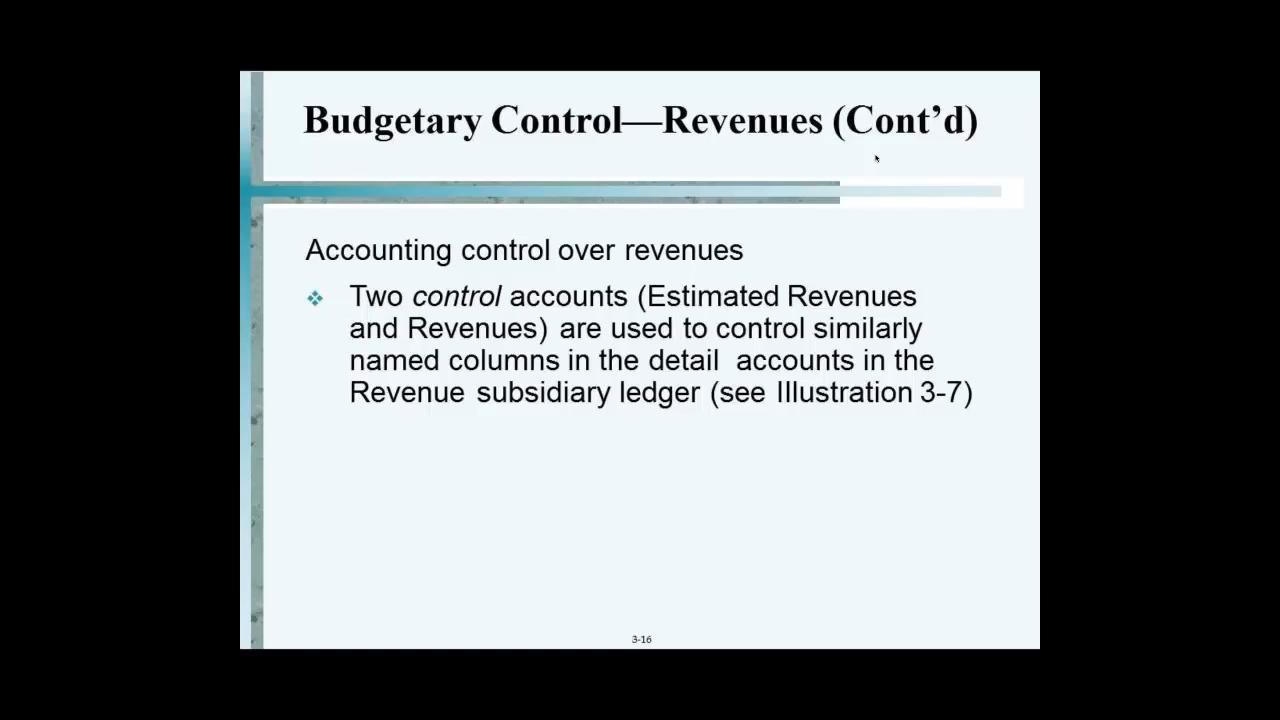 Budgetary Control—Revenues (Cont’d)
Accounting control over revenues
Two control accounts (Estimated Revenues
and Revenues) are used to control similarly
named columns in the detail  accounts in the
Revenue subsidiary ledger (see Illustration 3-7)
3-16